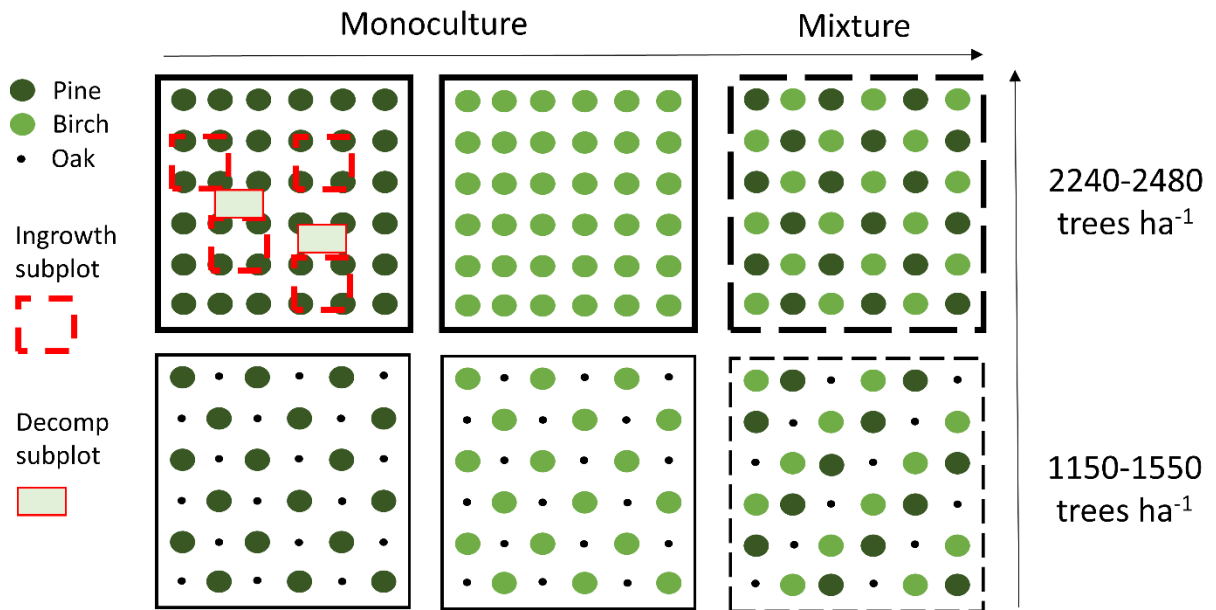 Monoculture
Mixture
Pine
Birch
Oak
Ingrowth
subplot
Decomp
subplot
2240-2480
trees ha⁻¹
1150-1550
trees ha⁻¹